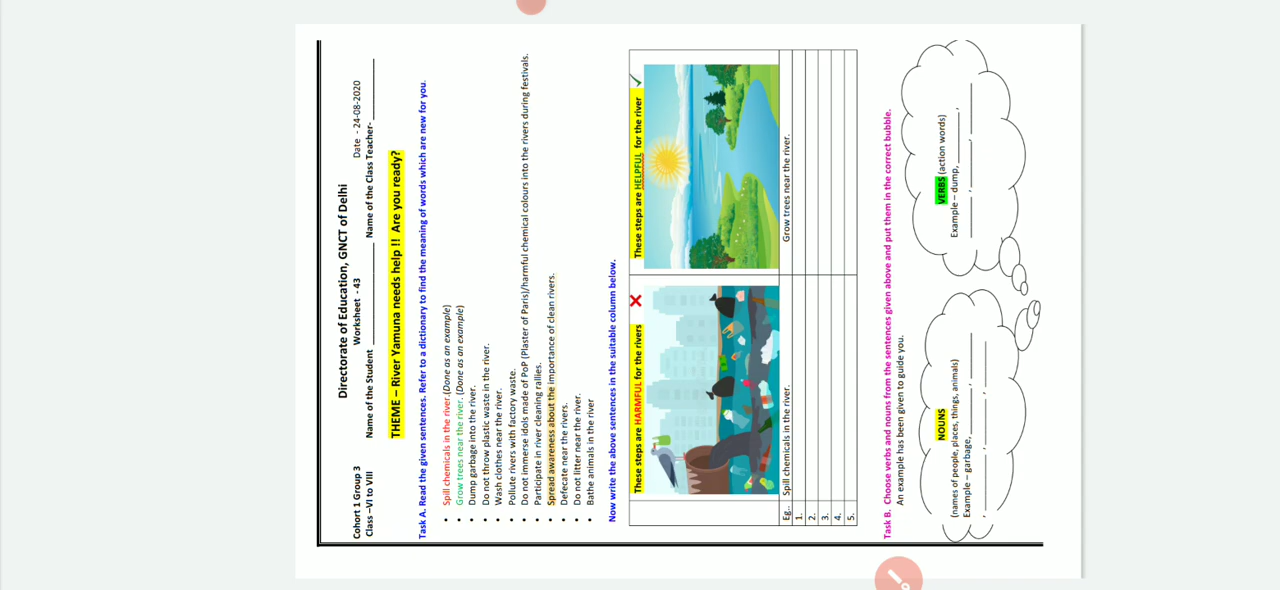 Directorate of Education, GNCT of Delhi
Cohort 1 Group 3 Worksheet - 43 Date - 24-08-2020
Class –VI to VIII Name of the Student ____________ Name of the Class Teacher- ____________
THEME – River Yamuna needs help !! Are you ready?
Task A. Read the given sentences. Refer to a dictionary to find the meaning of words which are new for you.
• Spill chemicals in the river.(Done as an example)
• Grow trees near the river. (Done as an example)
• Dump garbage into the river.
• Do not throw plastic waste in the river.
• Wash clothes near the river.
• Pollute rivers with factory waste.
• Do not immerse idols made of PoP (Plaster of Paris)/harmful chemical colours into the rivers during festivals.
• Participate in river cleaning rallies.
• Spread awareness about the importance of clean rivers.
• Defecate near the rivers.
• Do not litter near the river.
• Bathe animals in the river
Now write the above sentences in the suitable column below.
These steps are HARMFUL for the rivers ✗ These steps are HELPFUL for the river ✓
Eg.. Spill chemicals in the river. Grow trees near the river.
1.
2.
3.
4.
5.
Task B. Choose verbs and nouns from the sentences given above and put them in the correct bubble.
An example has been given to guide you.
NOUNS
(names of people, places, things, animals)
Example – garbage, ________,
________, ________, ________
VERBS (action words)
Example – dump, ________,
________, ________, ________